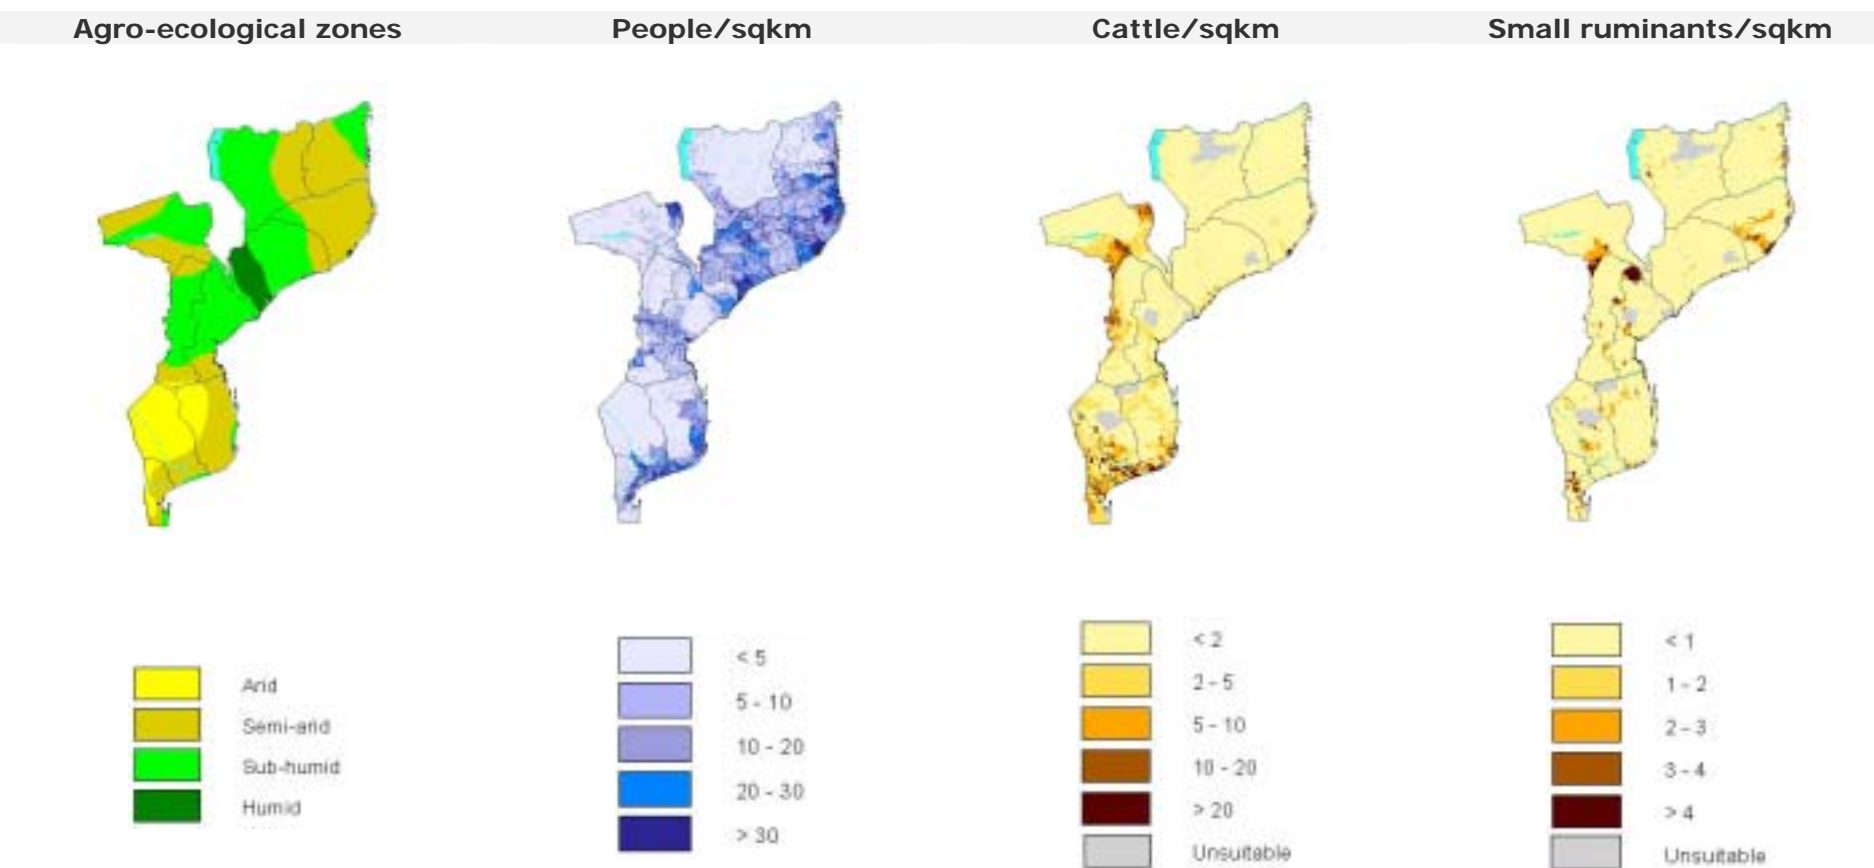 Agro-ecological zones
People/sqkm
Cattle/sqkm
Small ruminants/sqkm
Arid
Semi-arid
Sub-humid
Humid
< 5
5 - 10
10 - 20
20 - 30
> 30
< 2
2 - 5
5 - 10
10 - 20
> 20
Unsuitable
< 1
1 - 2
2 - 3
3 - 4
> 4
Unsuitable